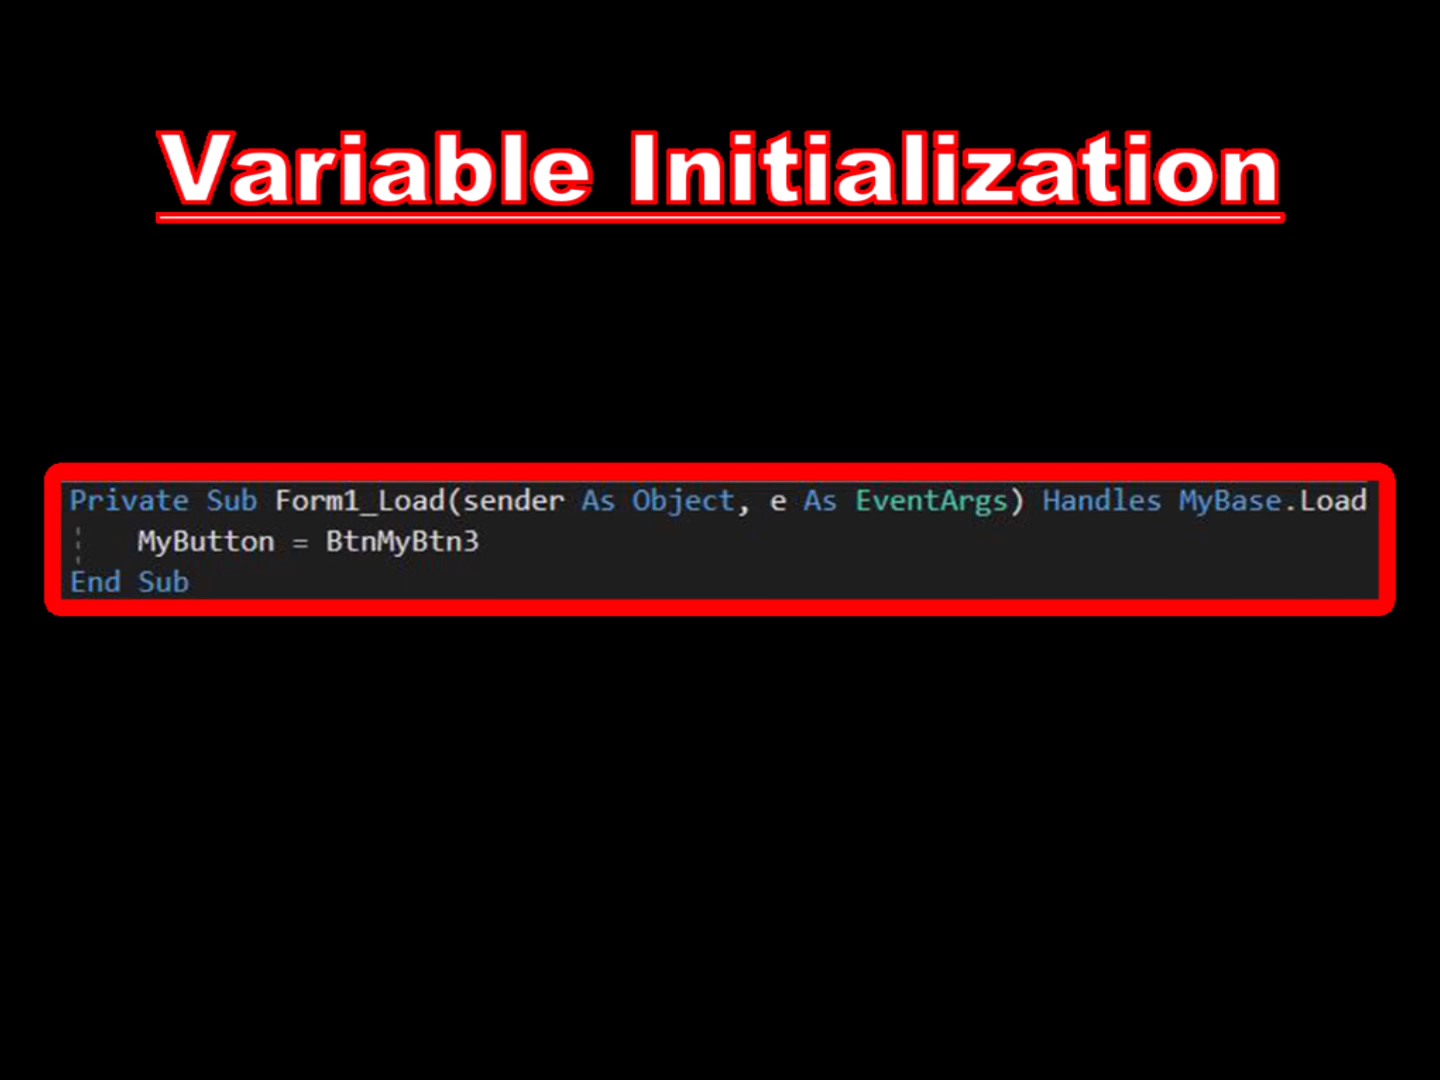 Variable Initialization
Private Sub Form1_Load(sender As Object, e As EventArgs) Handles MyBase.Load
MyButton = BtnMyBtn3
End Sub